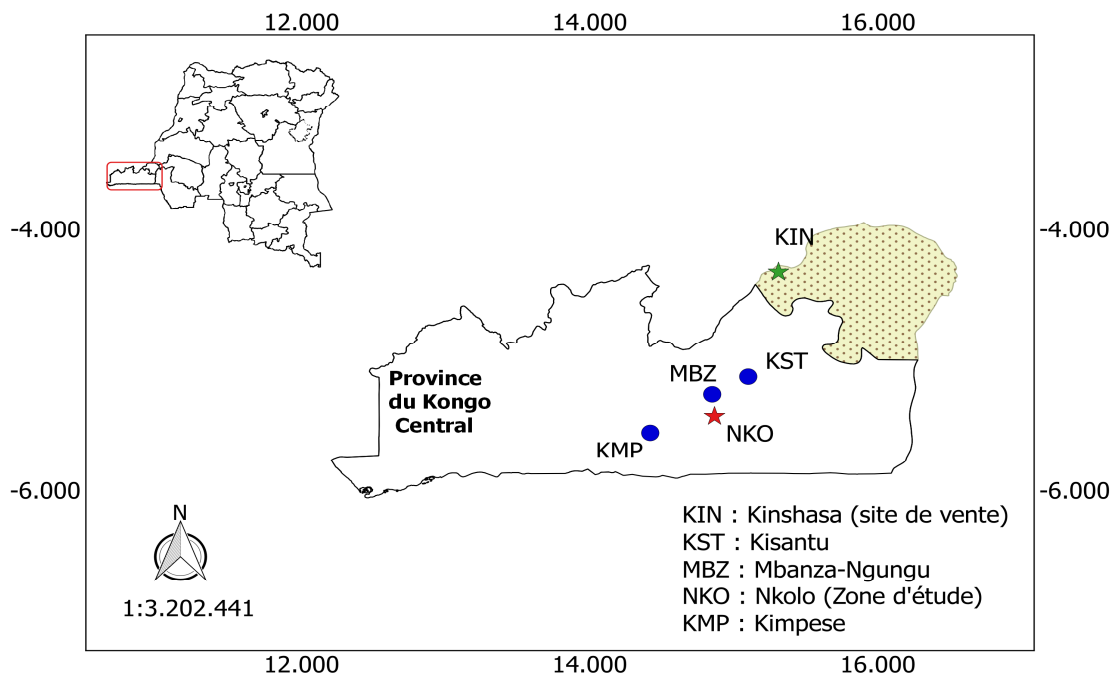 12.000 14.000 16.000
-4.000 -4.000
KIN
KST
MBZ
Province
du Kongo
Central
NKO
KMP
-6.000 -6.000
N
1:3.202.441
KIN : Kinshasa (site de vente)
KST : Kisantu
MBZ : Mbanza-Ngungu
NKO : Nkolo (Zone d'étude)
KMP : Kimpese
12.000 14.000 16.000